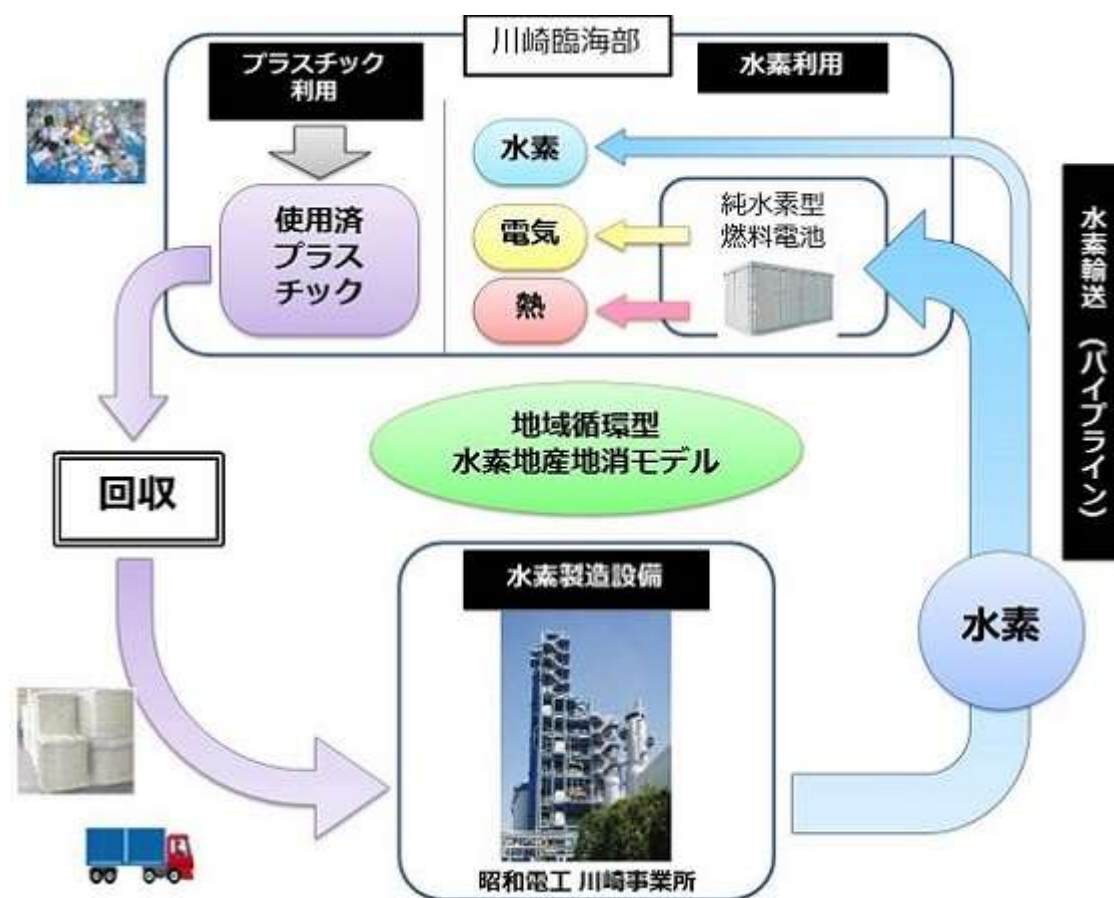 川崎臨海部
プラスチック
利用
水素利用
水素
使用済
プラス
チック
電気
熱
純水素型
燃料電池
水素輸送 (パイプライン)
回収
地域循環型
水素地産地消モデル
水素製造設備
水素
昭和電工 川崎事業所